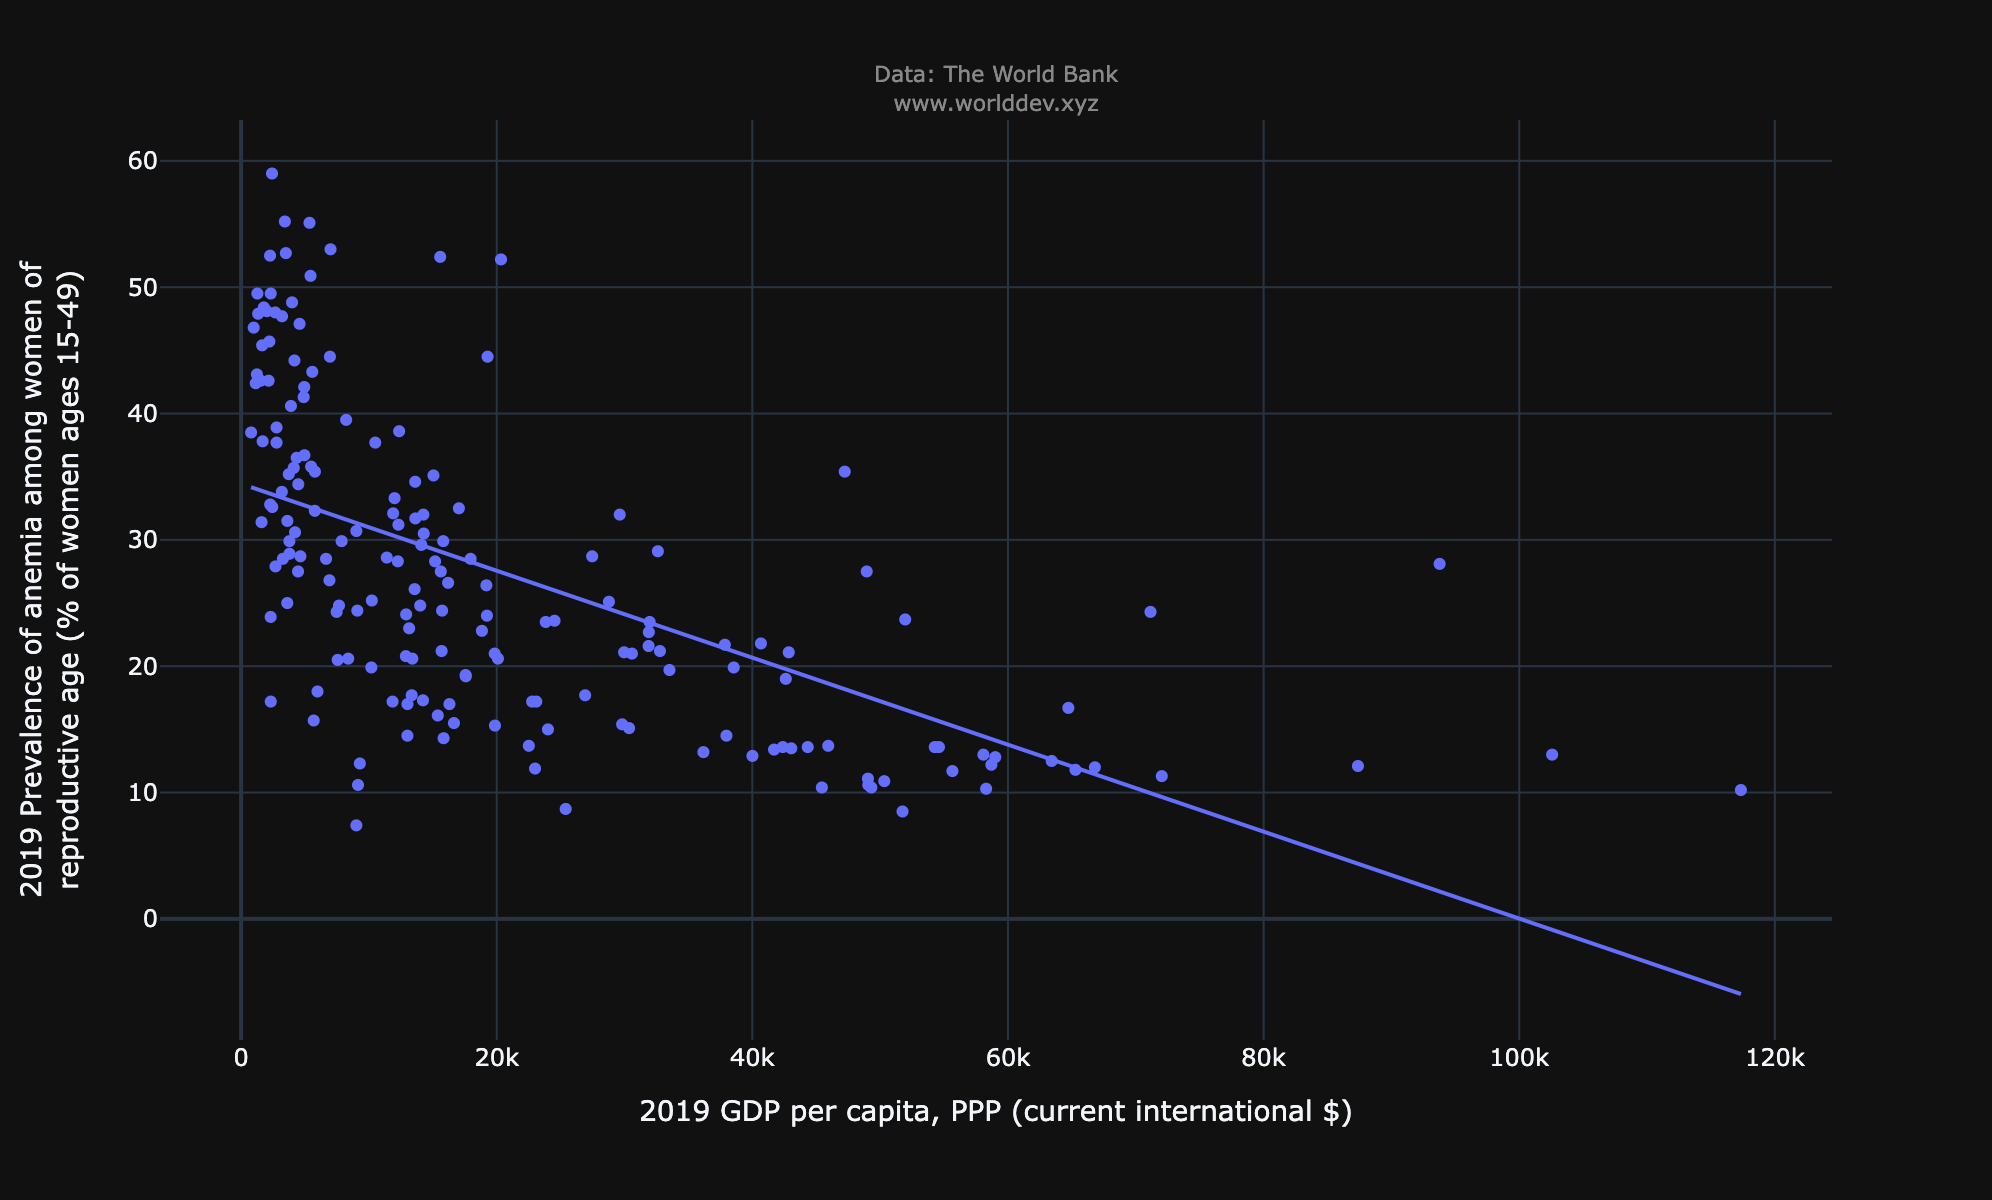 Data: The World Bank
www.worlddev.xyz
2019 Prevalence of anemia among women of
reproductive age (% of women ages 15-49)
60
50
40
30
20
10
0
0
20k
40k
60k
80k
100k
120k
2019 GDP per capita, PPP (current international $)